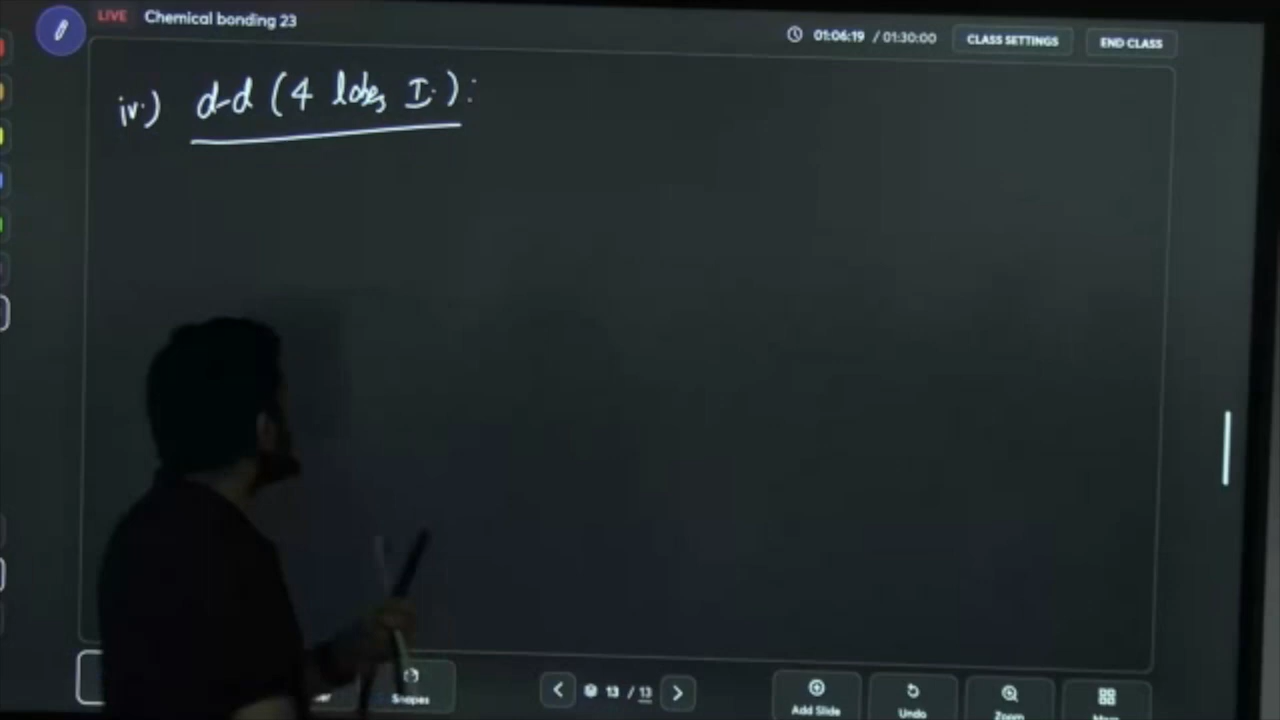 LIVE Chemical bonding 23
01:06:19 / 01:30:00 CLASS SETTINGS END CLASS
iv.) d-d (4 lobes I.):
Shapes
13 / 13
Add Slide
Undo
Zoom